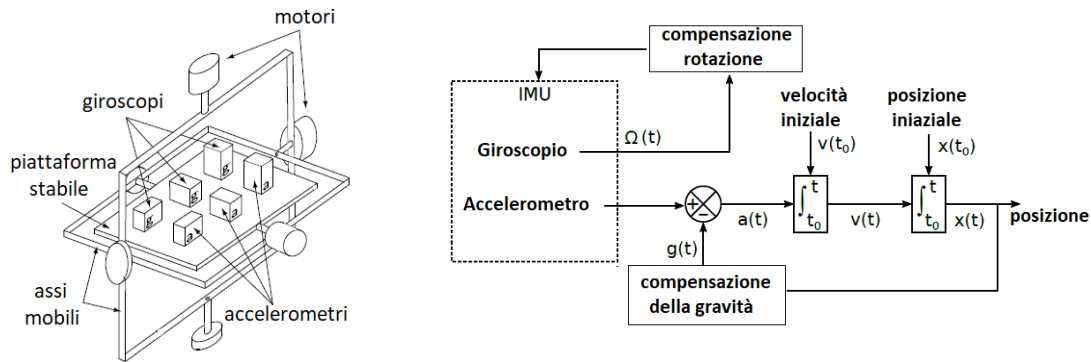 motori
giroscopi
piattaforma
stabile
g
a
g
a
g
a
assi
mobili
accelerometri
compensazione
rotazione
IMU
Giroscopio
Ω(t)
Accelerometro
+
−
g(t)
compensazione
della gravità
a(t)
velocità
iniziale
v(t₀)
∫ t
t₀
v(t)
posizione
iniaziale
x(t₀)
∫ t
t₀
x(t)
posizione